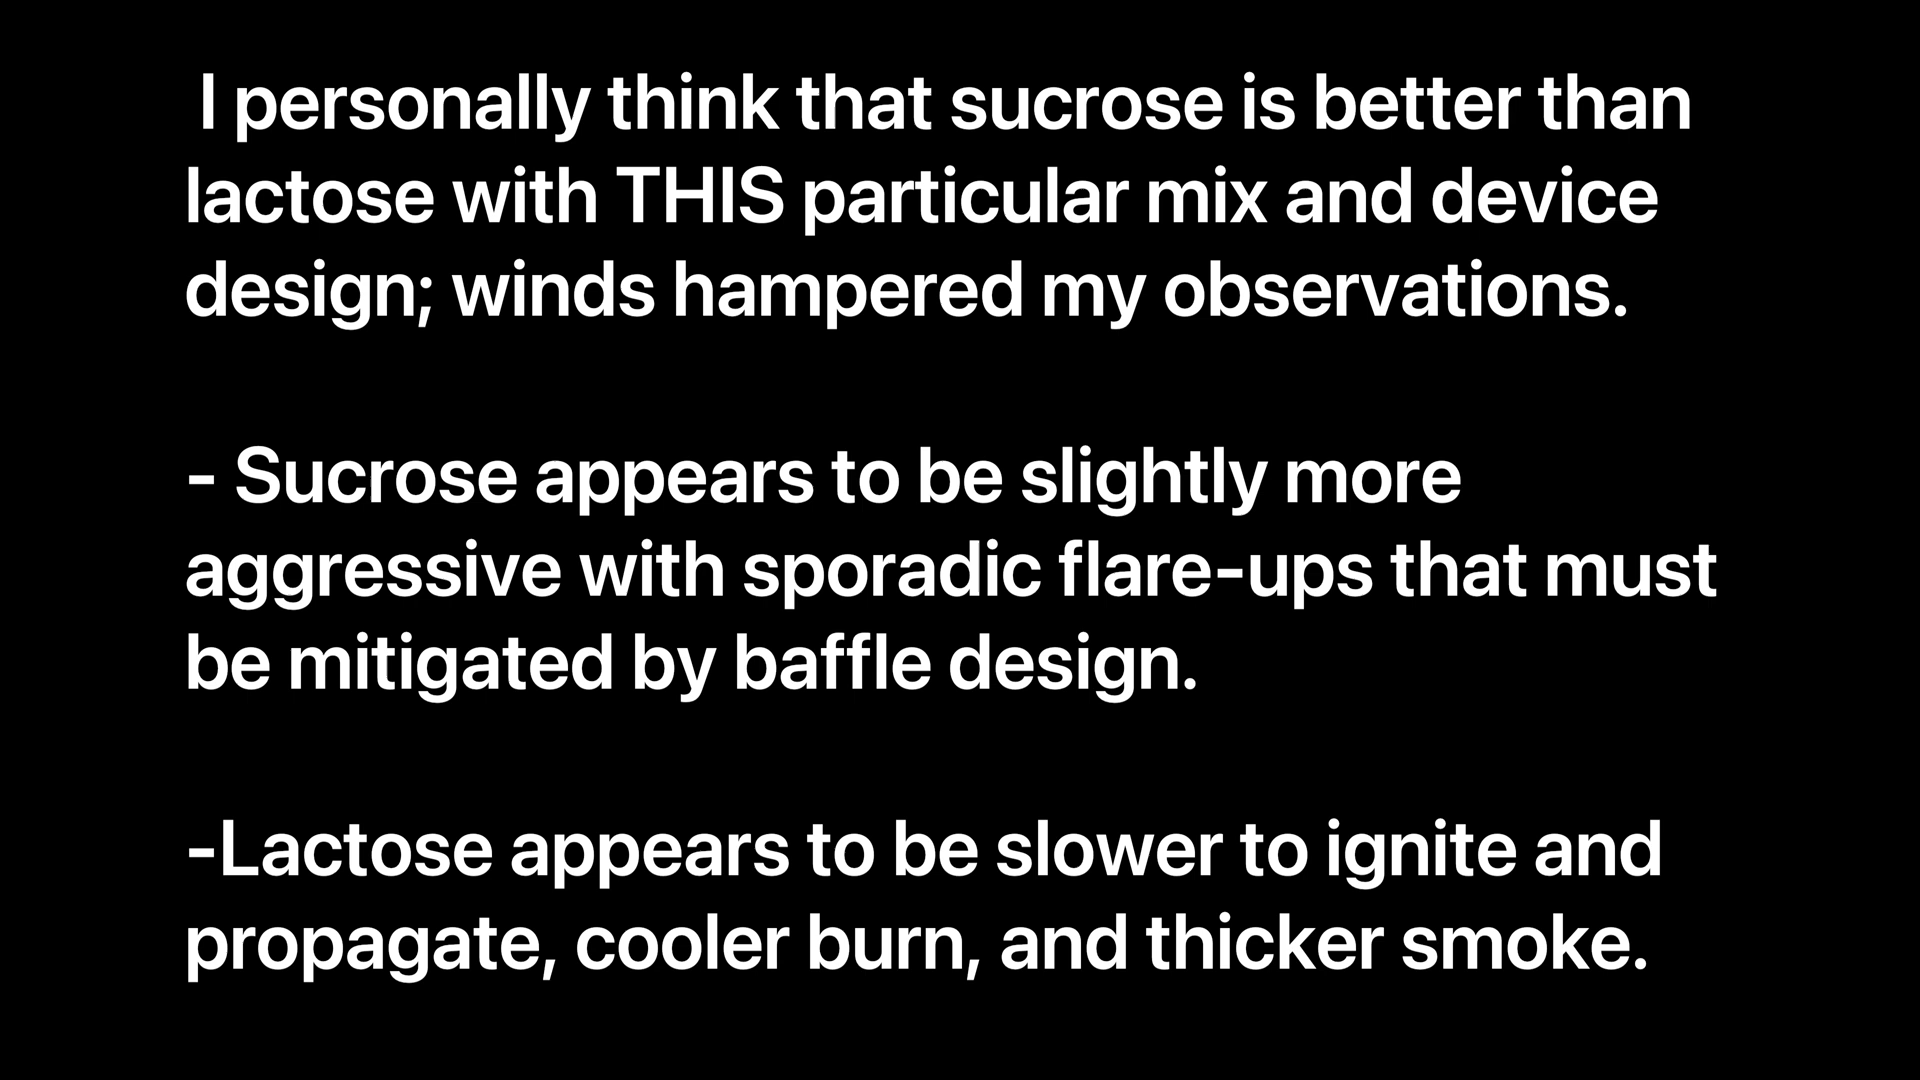 I personally think that sucrose is better than
lactose with THIS particular mix and device
design; winds hampered my observations.
- Sucrose appears to be slightly more
aggressive with sporadic flare-ups that must
be mitigated by baffle design.
-Lactose appears to be slower to ignite and
propagate, cooler burn, and thicker smoke.